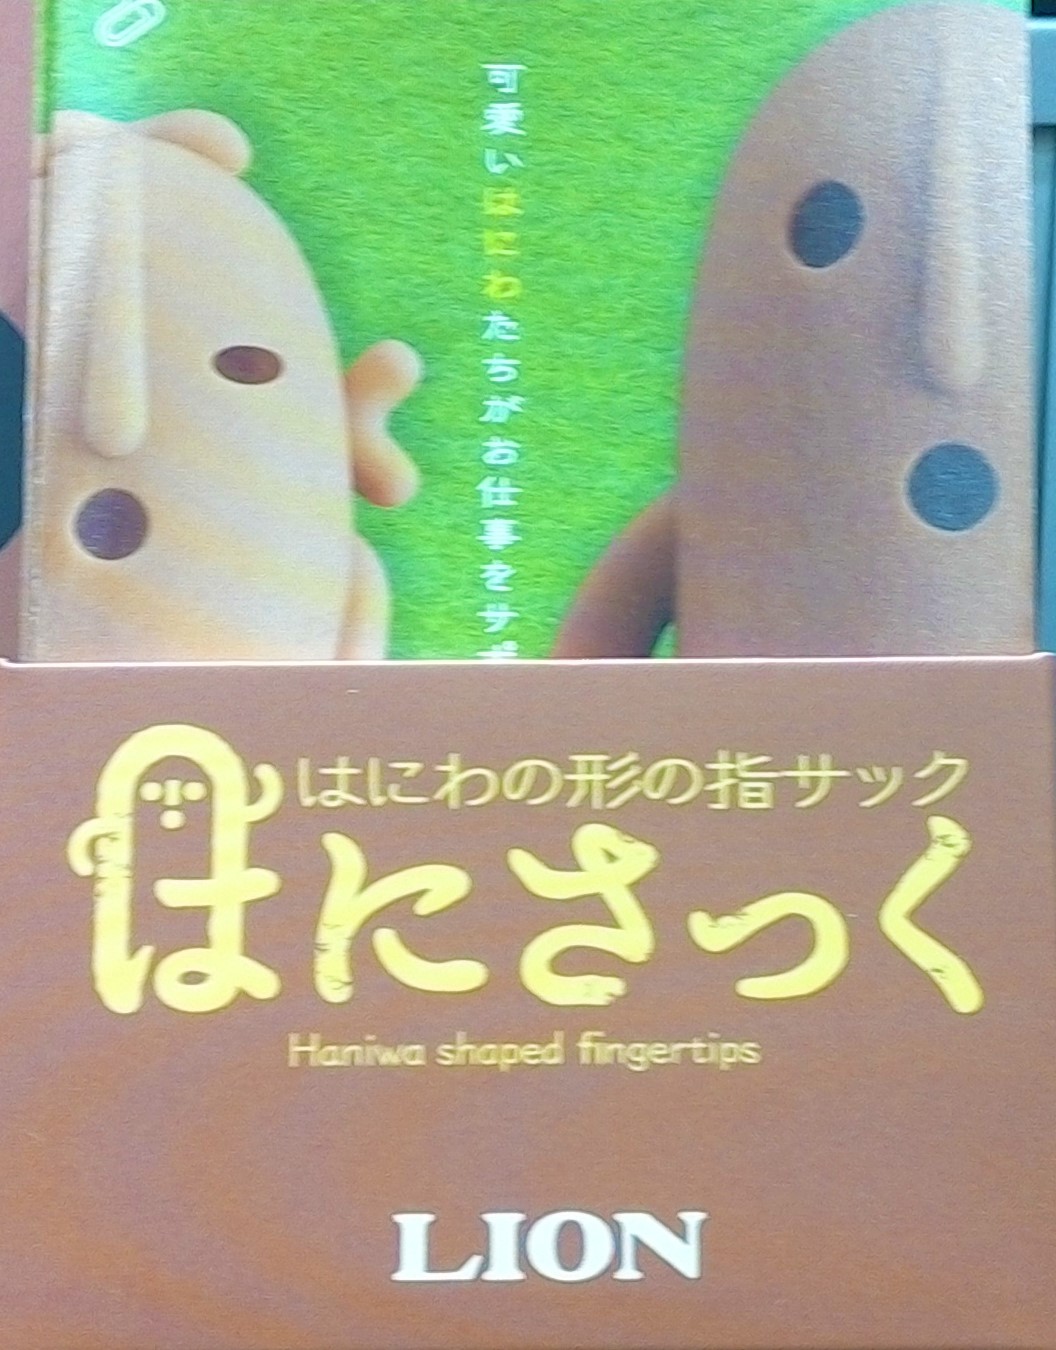 可愛いはにわたちがお仕事をサポ
はにわの形の指サック
はにさっく
Haniwa shaped fingertips
LION